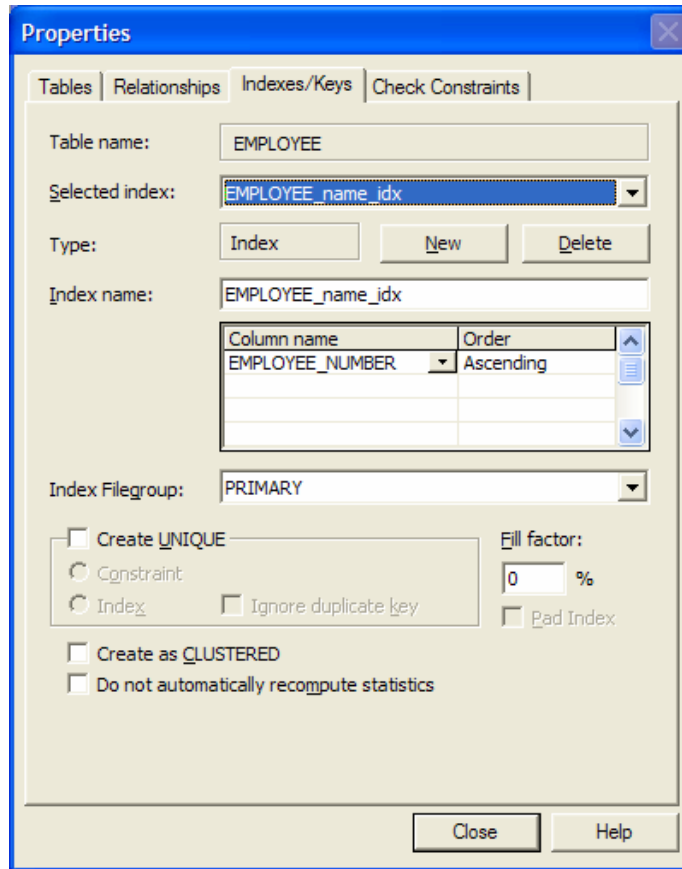 Properties
Tables Relationships Indexes/Keys Check Constraints
Table name: EMPLOYEE
Selected index: EMPLOYEE_name_idx
Type: Index New Delete
Index name: EMPLOYEE_name_idx
Column name Order
EMPLOYEE_NUMBER Ascending
Index Filegroup: PRIMARY
Create UNIQUE Fill factor:
Constraint 0 %
Index Ignore duplicate key Pad Index
Create as CLUSTERED
Do not automatically recompute statistics
Close Help